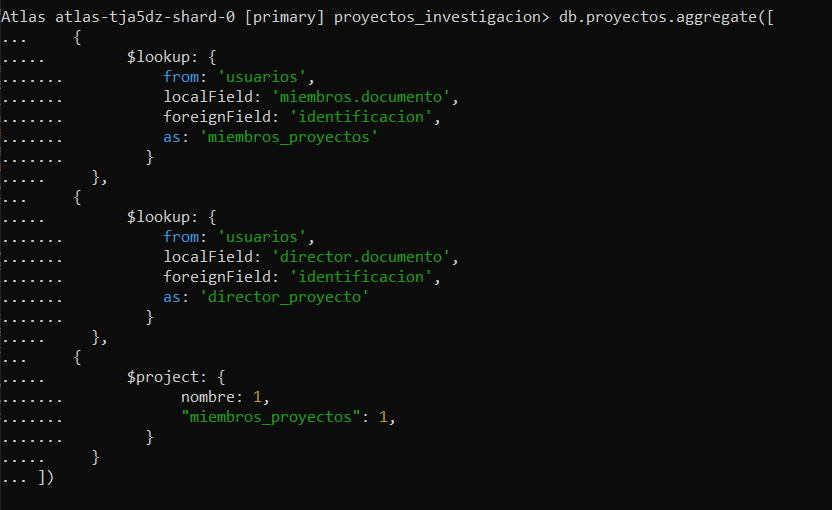 Atlas atlas-tja5dz-shard-0 [primary] proyectos_investigacion> db.proyectos.aggregate([
...     {
.....         $lookup: {
.......           from: 'usuarios',
.......           localField: 'miembros.documento',
.......           foreignField: 'identificacion',
.......           as: 'miembros_proyectos'
.......         }
.....     },
...     {
.....         $lookup: {
.......           from: 'usuarios',
.......           localField: 'director.documento',
.......           foreignField: 'identificacion',
.......           as: 'director_proyecto'
.......         }
.....     },
...     {
.....         $project: {
.......             nombre: 1,
.......             "miembros_proyectos": 1,
.......         }
.....     }
... ])